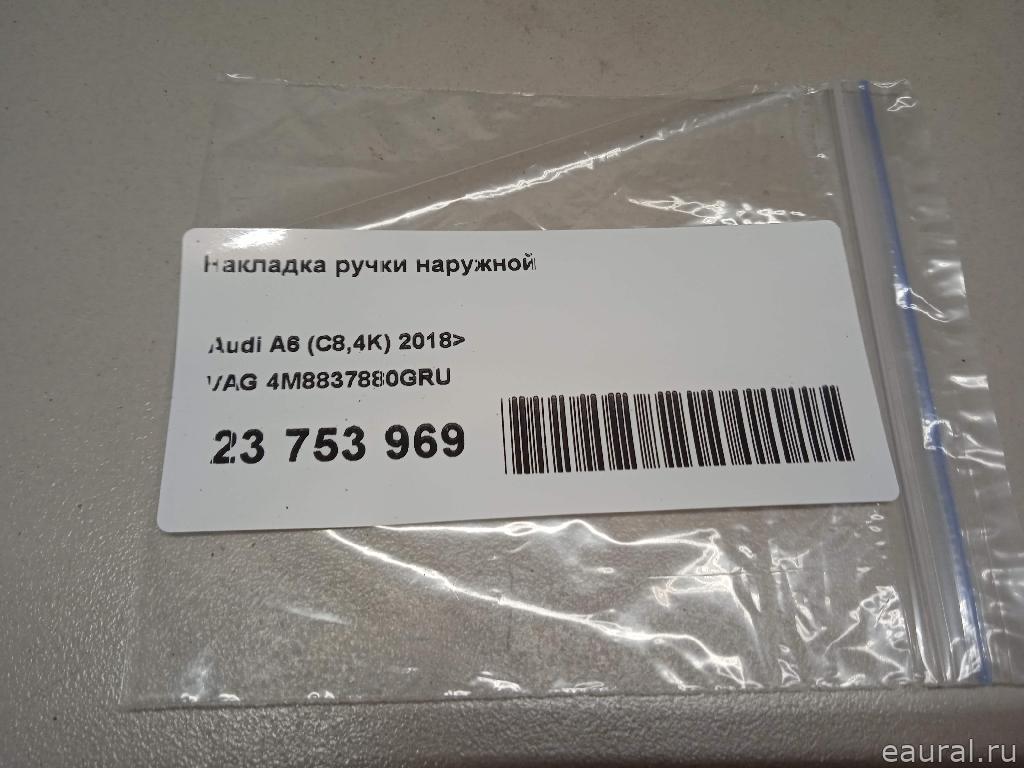 Накладка ручки наружной
Audi A6 (C8,4K) 2018>
VAG 4M8837880GRU
23 753 969
eaural.ru